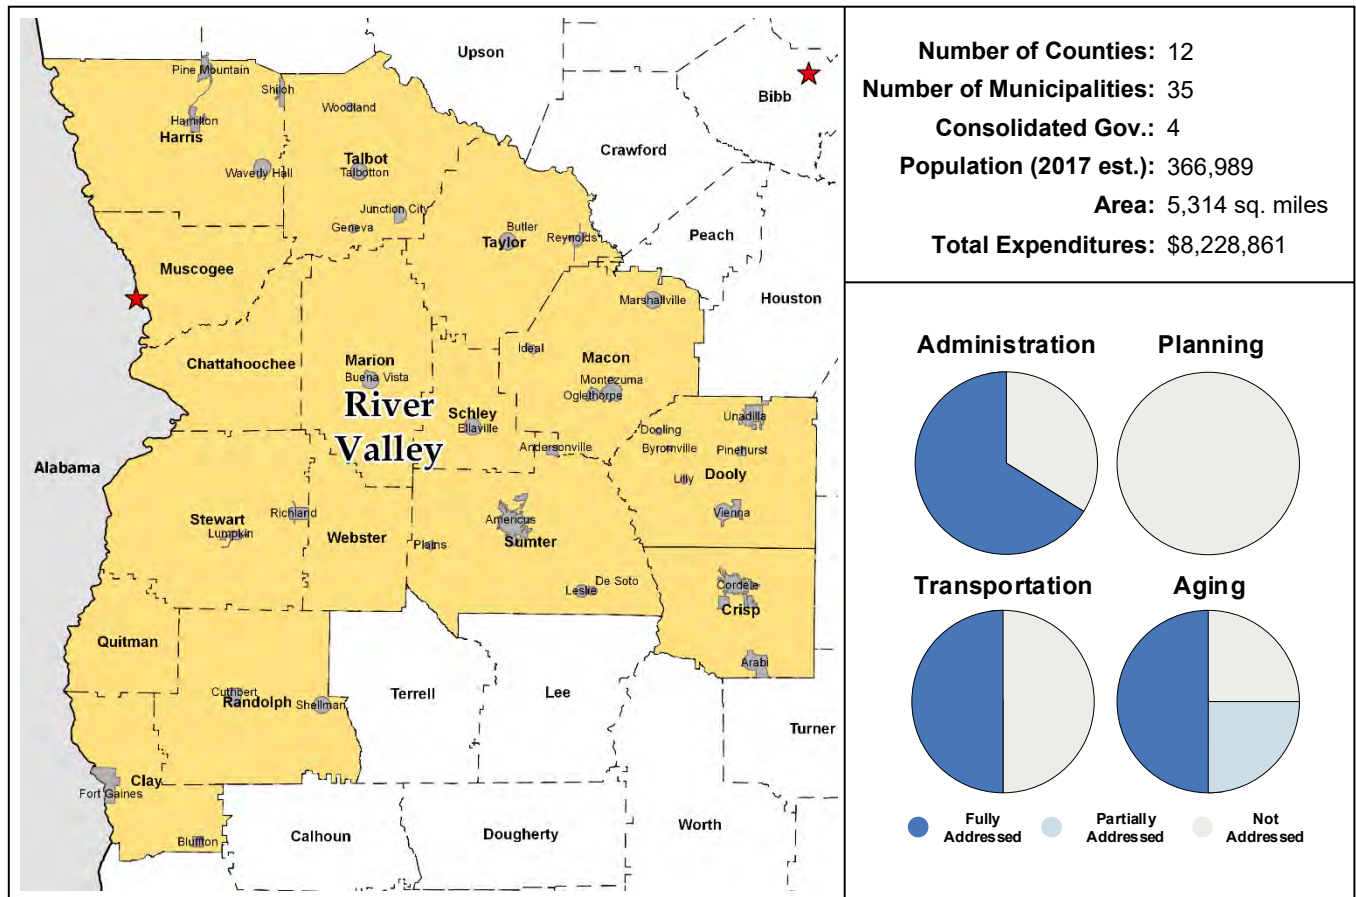 Upson
Pine Mountain
Shiloh
Bibb
Woodland
Hamilton
Harris
Crawford
Talbot
Waverly Hall
Talbotton
Junction City
Geneva
Butler
Taylor
Reynolds
Peach
Muscogee
Marshallville
Houston
Ideal
Chattahoochee
Marion
Macon
Buena Vista
Montezuma
Oglethorpe
River
Valley
Schley
Ellaville
Unadilla
Dooling
Andersonville
Byromville
Pinehurst
Alabama
Lilly
Dooly
Stewart
Richland
Americus
Vienna
Lumpkin
Webster
Plains
Sumter
De Soto
Leslie
Cordele
Crisp
Quitman
Arabi
Cuthbert
Randolph
Shellman
Terrell
Lee
Turner
Clay
Fort Gaines
Bluffton
Calhoun
Dougherty
Worth
Number of Counties: 12
Number of Municipalities: 35
Consolidated Gov.: 4
Population (2017 est.): 366,989
Area: 5,314 sq. miles
Total Expenditures: $8,228,861
Administration
Planning
Transportation
Aging
Fully
Addressed
Partially
Addressed
Not
Addressed